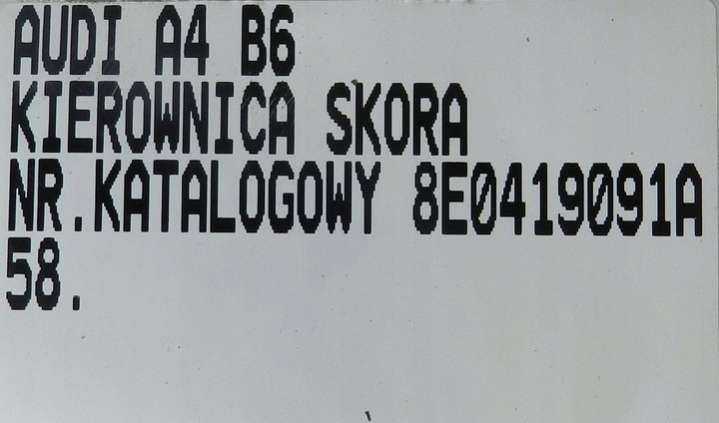 AUDI A4 B6
KIEROWNICA SKORA
NR.KATALOGOWY 8E0419091A
58.